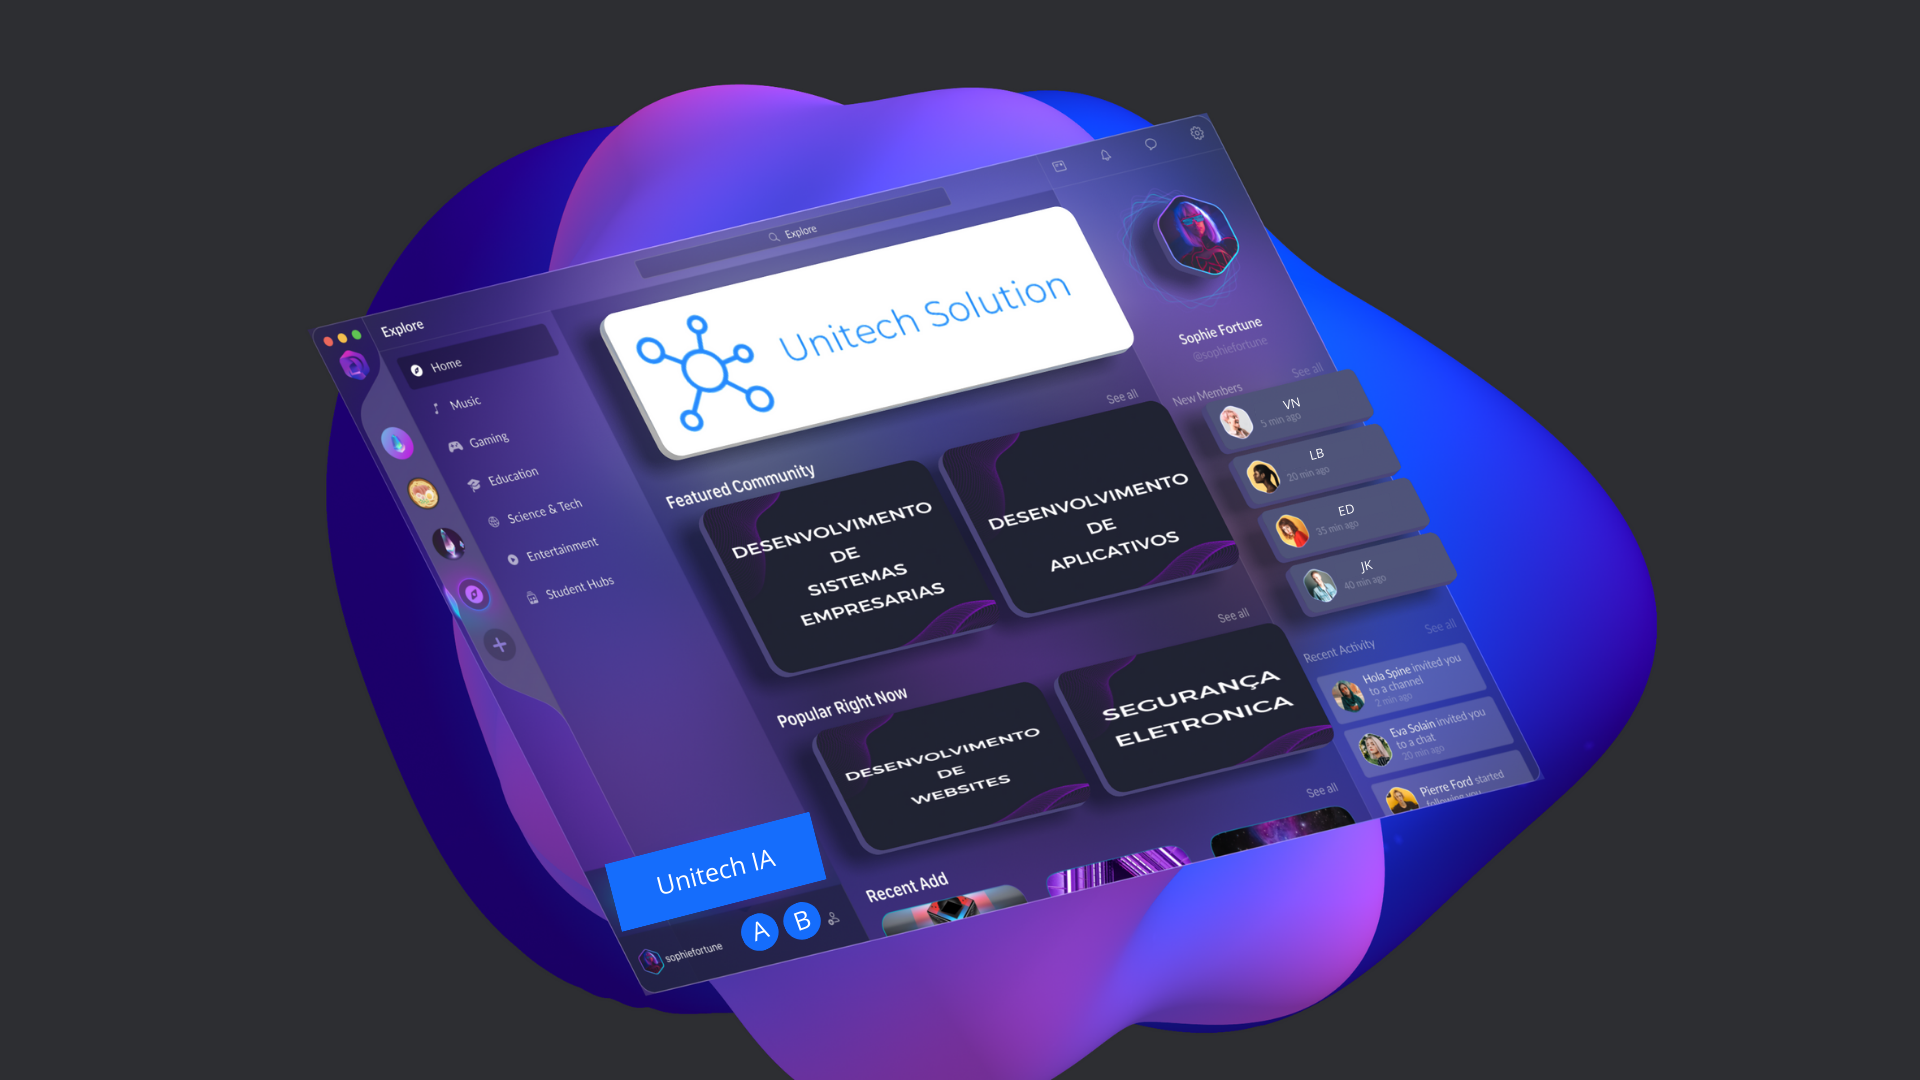 Explore
Explore
Home
Music
Gaming
Education
Science & Tech
Entertainment
Student Hubs
Unitech IA
A
B
sophiefortune
Unitech Solution
See all
Featured Community
DESENVOLVIMENTO
DE
SISTEMAS
EMPRESARIAS
DESENVOLVIMENTO
DE
APLICATIVOS
See all
Popular Right Now
DESENVOLVIMENTO
DE
WEBSITES
SEGURANÇA
ELETRONICA
See all
Recent Add
Sophie Fortune
@sophiefortune
New Members
See all
VN
5 min ago
LB
20 min ago
ED
35 min ago
JK
40 min ago
Recent Activity
See all
Hola Spine invited you
to a channel
2 min ago
Eva Solain invited you
to a chat
20 min ago
Pierre Ford started
following you